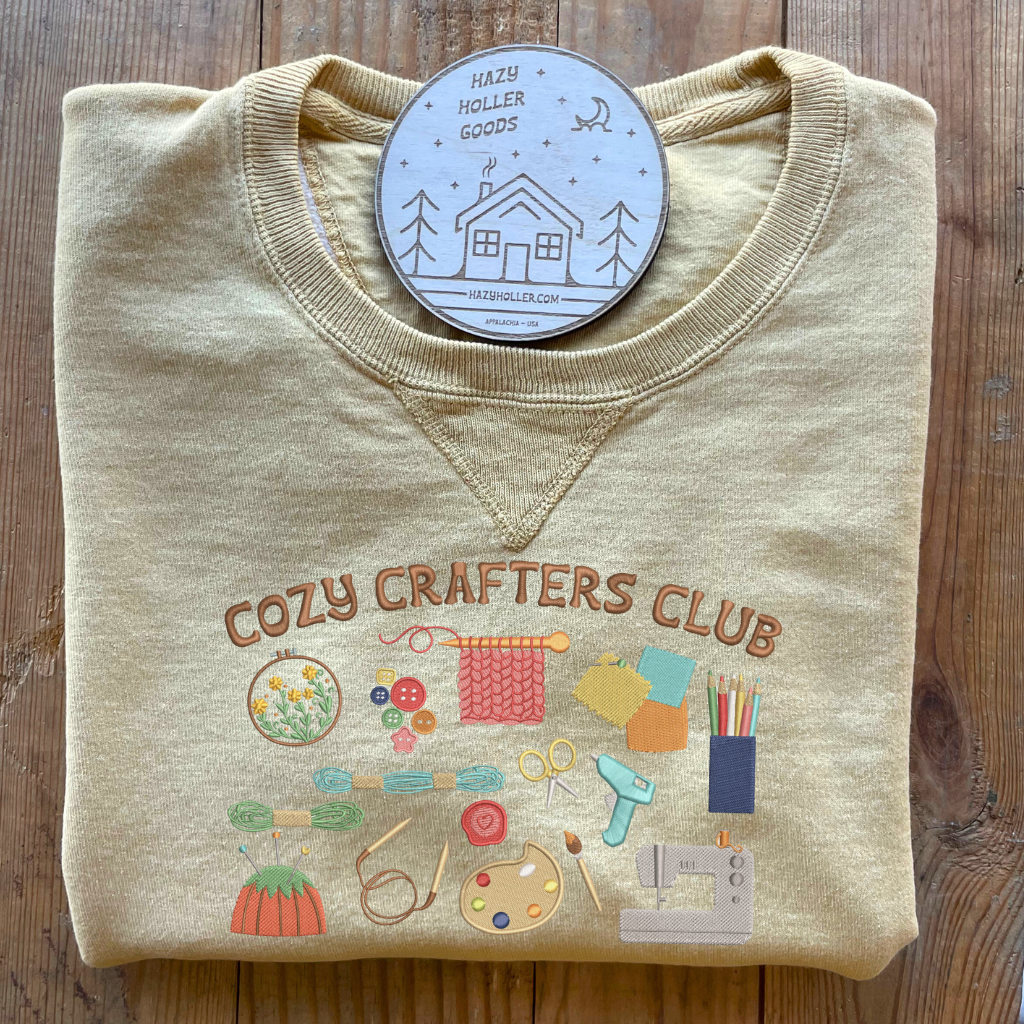 HAZY
HOLLER
GOODS
HAZYHOLLER.COM
APPALACHIA - USA
COZY CRAFTERS CLUB